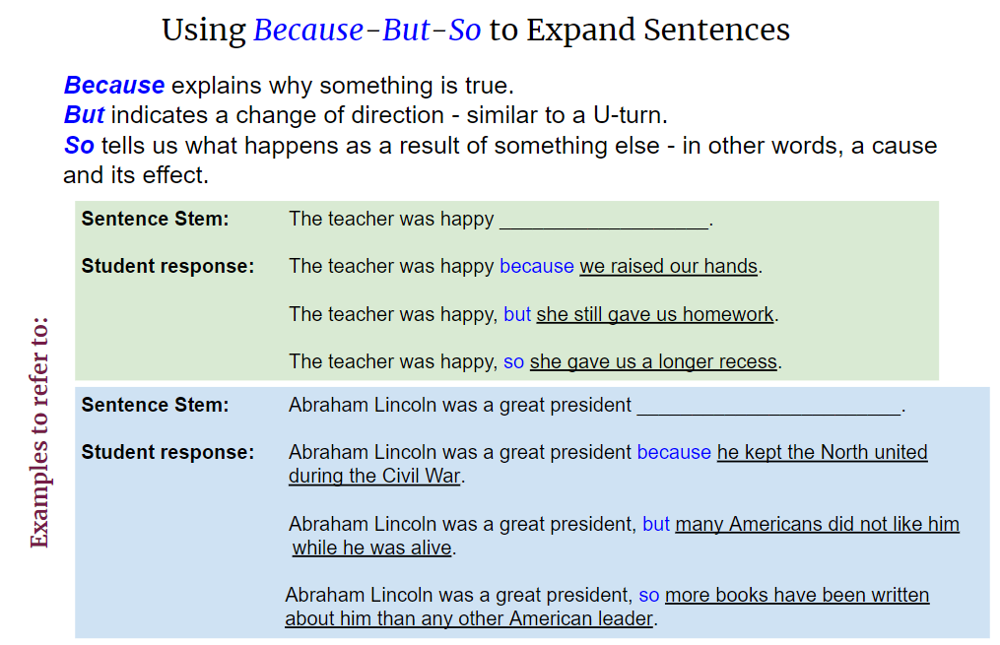 Using Because-But-So to Expand Sentences
Because explains why something is true.
But indicates a change of direction - similar to a U-turn.
So tells us what happens as a result of something else - in other words, a cause
and its effect.
Examples to refer to:
Sentence Stem: The teacher was happy ___________________.
Student response: The teacher was happy because we raised our hands.
The teacher was happy, but she still gave us homework.
The teacher was happy, so she gave us a longer recess.
Sentence Stem: Abraham Lincoln was a great president ________________________.
Student response: Abraham Lincoln was a great president because he kept the North united
during the Civil War.
Abraham Lincoln was a great president, but many Americans did not like him
while he was alive.
Abraham Lincoln was a great president, so more books have been written
about him than any other American leader.